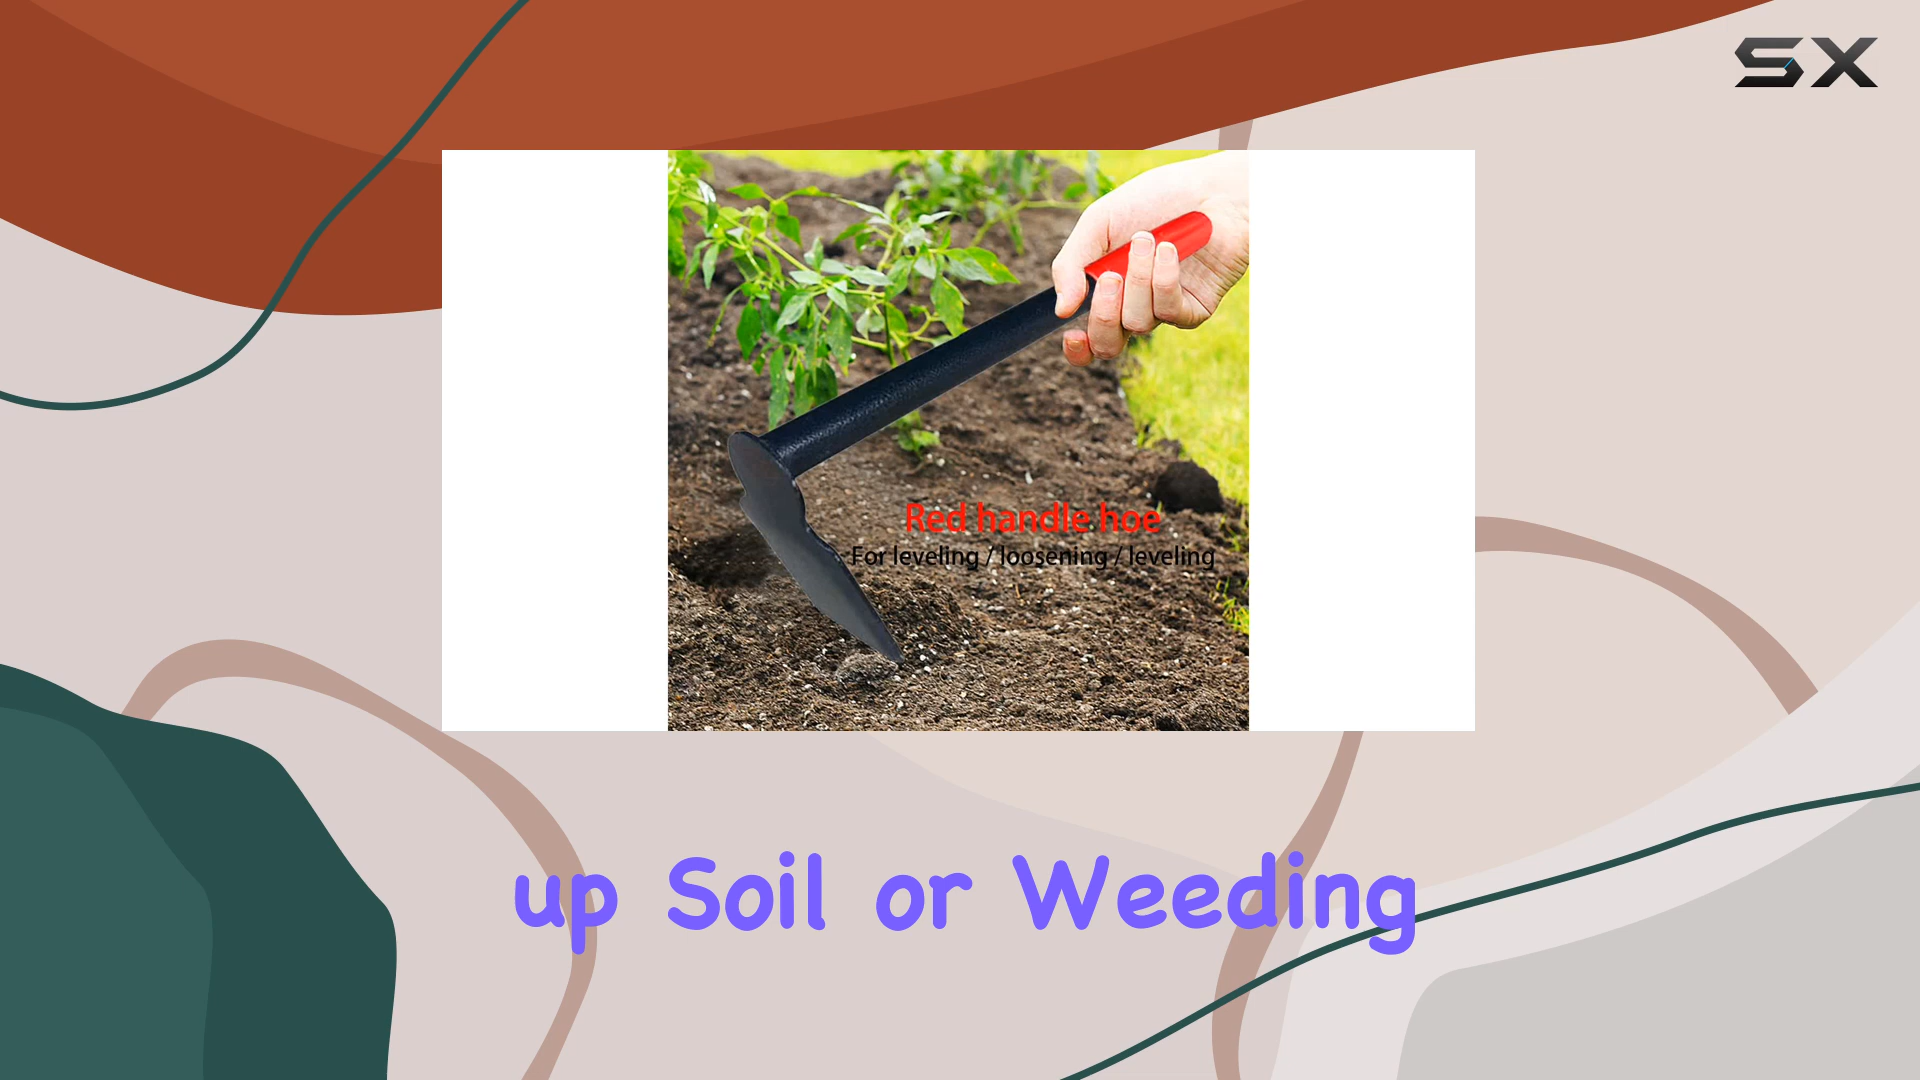 SX
Red handle hoe
For leveling / loosening / leveling
up Soil or Weeding